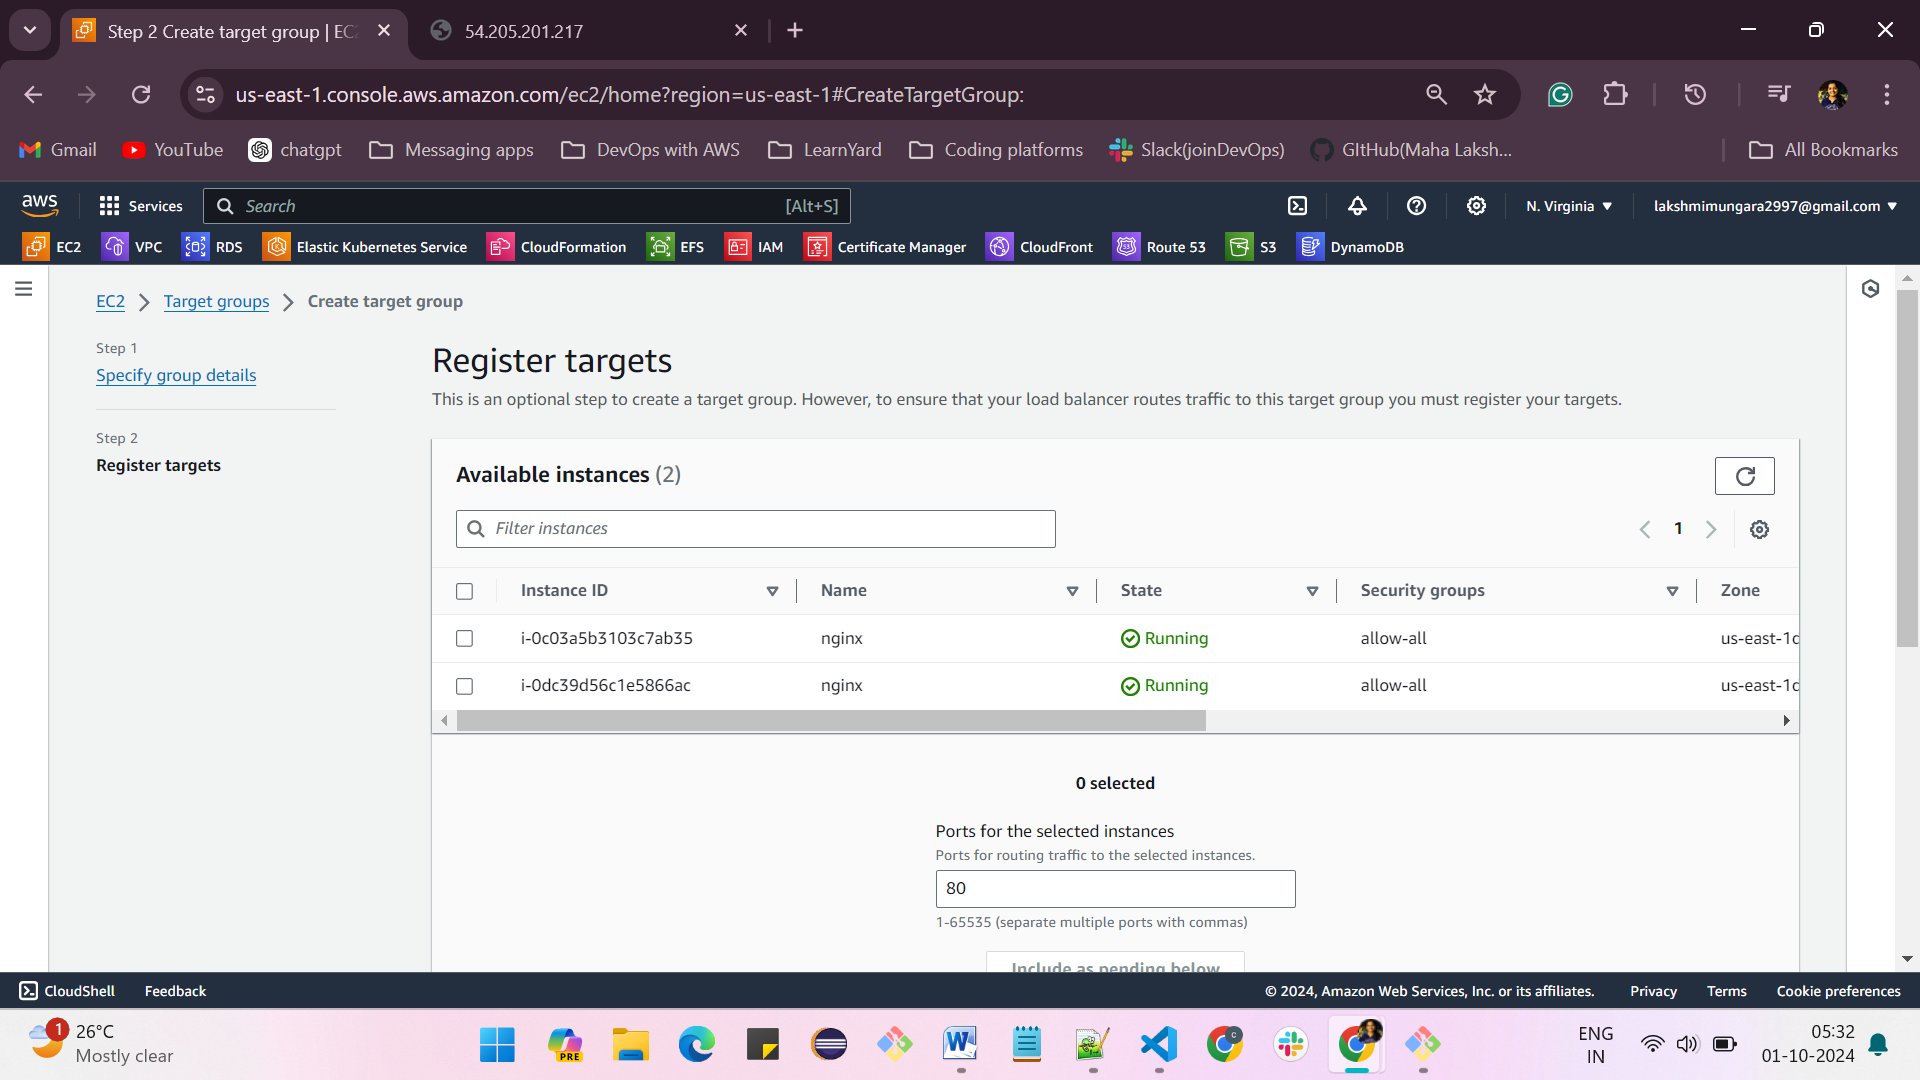 Step 2 Create target group | EC2
54.205.201.217
us-east-1.console.aws.amazon.com/ec2/home?region=us-east-1#CreateTargetGroup:
Gmail YouTube chatgpt Messaging apps DevOps with AWS LearnYard Coding platforms Slack(joinDevOps) GItHub(Maha Laksh... All Bookmarks
aws Services Search [Alt+S] N. Virginia lakshmimungara2997@gmail.com
EC2 VPC RDS Elastic Kubernetes Service CloudFormation EFS IAM Certificate Manager CloudFront Route 53 S3 DynamoDB
EC2 Target groups Create target group
Step 1
Specify group details
Step 2
Register targets
Register targets
This is an optional step to create a target group. However, to ensure that your load balancer routes traffic to this target group you must register your targets.
Available instances (2)
Filter instances
1
Instance ID Name State Security groups Zone
i-0c03a5b3103c7ab35 nginx Running allow-all us-east-1d
i-0dc39d56c1e5866ac nginx Running allow-all us-east-1d
0 selected
Ports for the selected instances
Ports for routing traffic to the selected instances.
80
1-65535 (separate multiple ports with commas)
Include as pending below
CloudShell Feedback © 2024, Amazon Web Services, Inc. or its affiliates. Privacy Terms Cookie preferences
1
26°C
Mostly clear
PRE
ENG
IN
05:32
01-10-2024